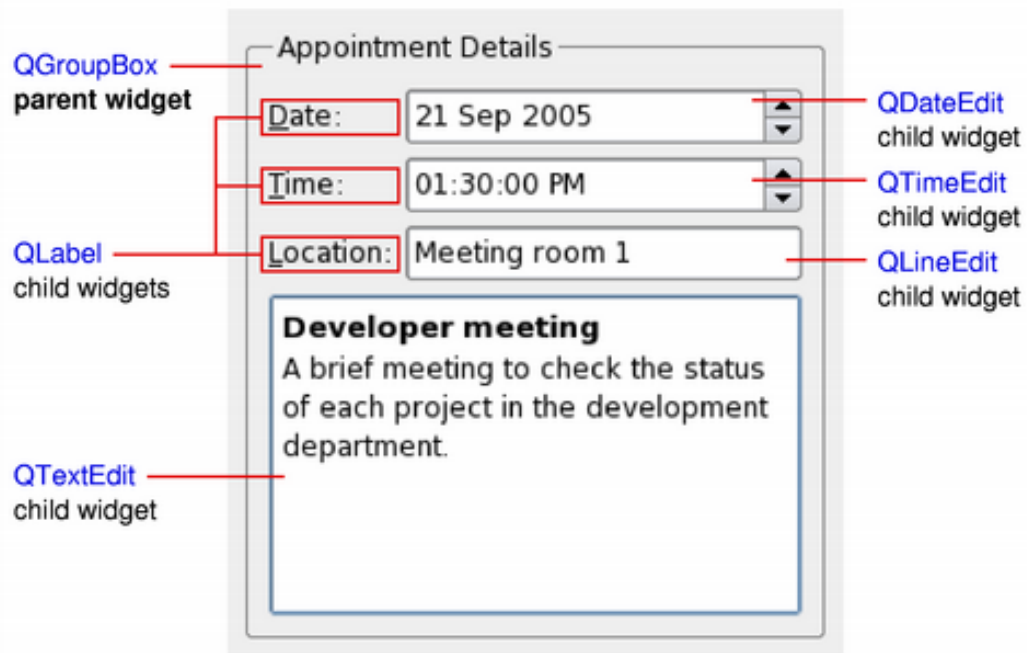 Appointment Details
QGroupBox
parent widget
Date:
21 Sep 2005
QDateEdit
child widget
Time:
01:30:00 PM
QTimeEdit
child widget
QLabel
child widgets
Location:
Meeting room 1
QLineEdit
child widget
Developer meeting
A brief meeting to check the status
of each project in the development
department.
QTextEdit
child widget